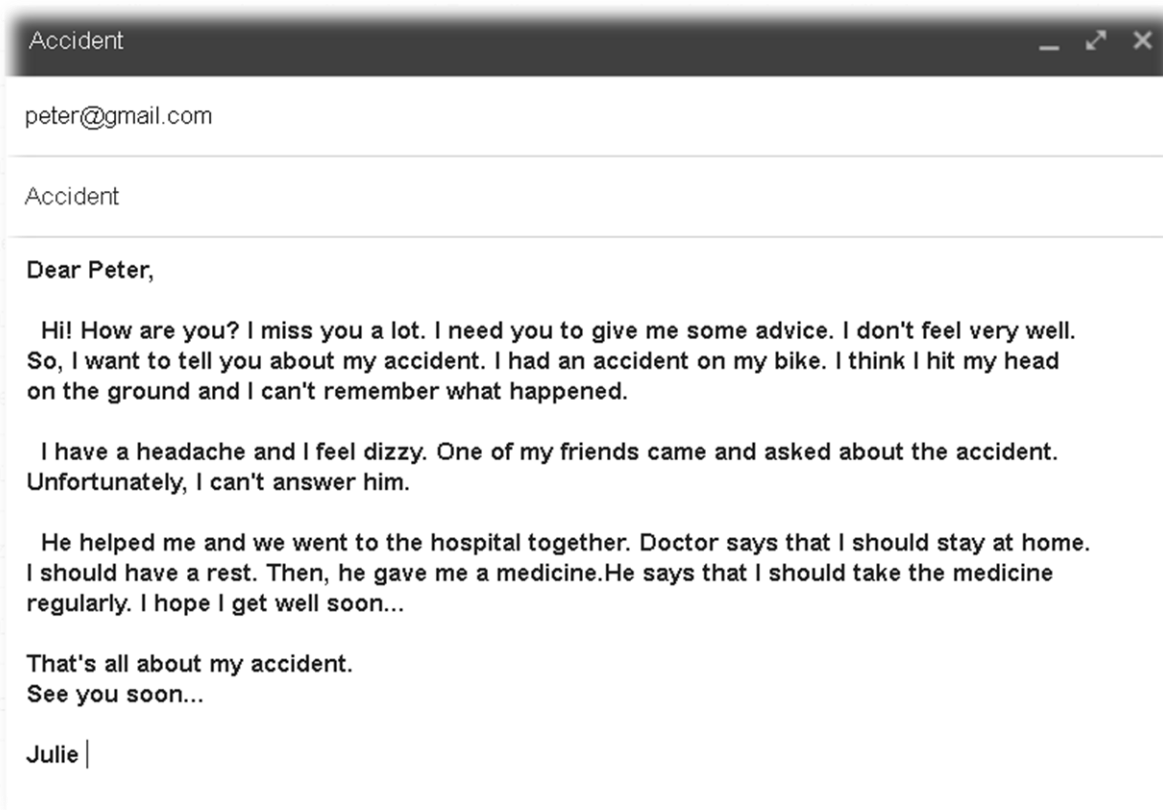 Accident
peter@gmail.com
Accident
Dear Peter,
Hi! How are you? I miss you a lot. I need you to give me some advice. I don't feel very well.
So, I want to tell you about my accident. I had an accident on my bike. I think I hit my head
on the ground and I can't remember what happened.
I have a headache and I feel dizzy. One of my friends came and asked about the accident.
Unfortunately, I can't answer him.
He helped me and we went to the hospital together. Doctor says that I should stay at home.
I should have a rest. Then, he gave me a medicine.He says that I should take the medicine
regularly. I hope I get well soon...
That's all about my accident.
See you soon...
Julie